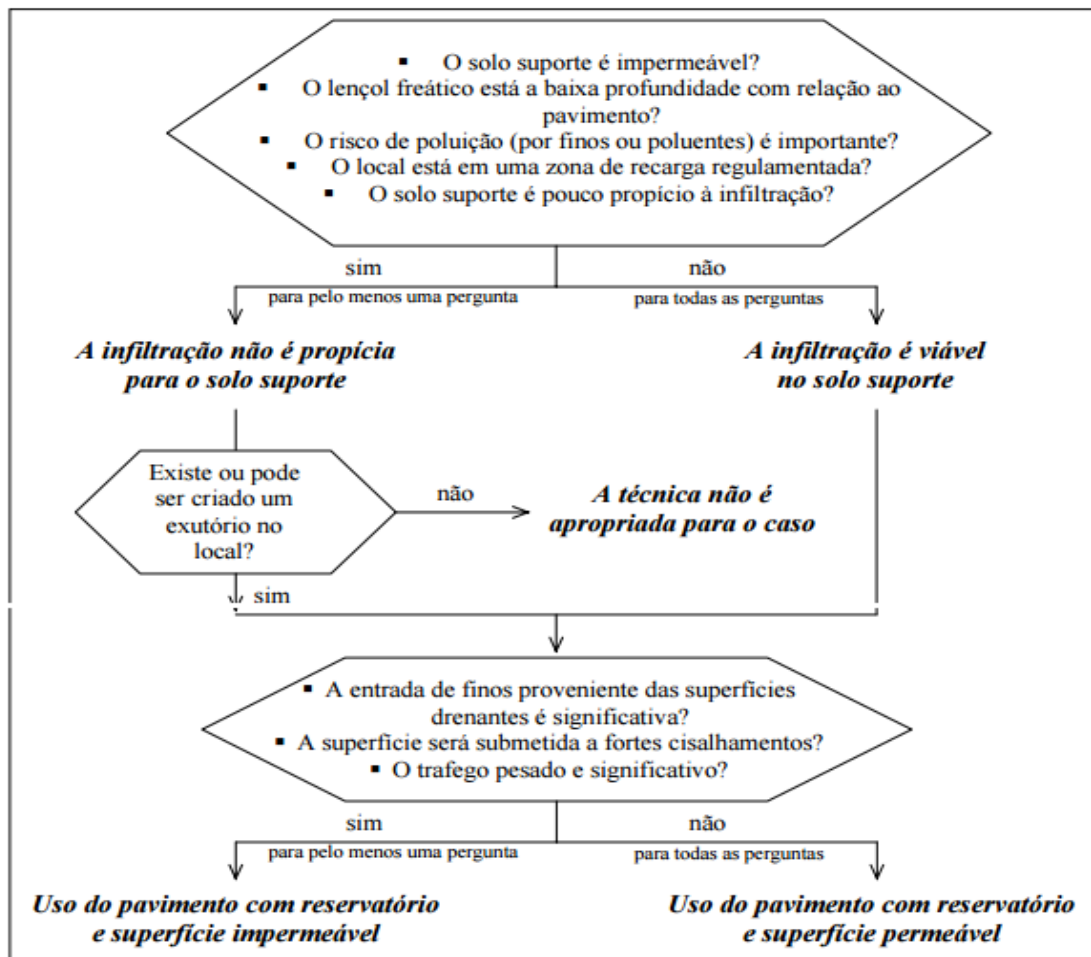 ▪ O solo suporte é impermeável?
▪ O lençol freático está a baixa profundidade com relação ao
pavimento?
▪ O risco de poluição (por finos ou poluentes) é importante?
▪ O local está em uma zona de recarga regulamentada?
▪ O solo suporte é pouco propício à infiltração?
sim
não
para pelo menos uma pergunta
para todas as perguntas
A infiltração não é propícia
para o solo suporte
A infiltração é viável
no solo suporte
Existe ou pode
ser criado um
exutório no
local?
não
A técnica não é
apropriada para o caso
sim
▪ A entrada de finos proveniente das superfícies
drenantes é significativa?
▪ A superfície será submetida a fortes cisalhamentos?
▪ O trafego pesado e significativo?
sim
não
para pelo menos uma pergunta
para todas as perguntas
Uso do pavimento com reservatório
e superfície impermeável
Uso do pavimento com reservatório
e superfície permeável